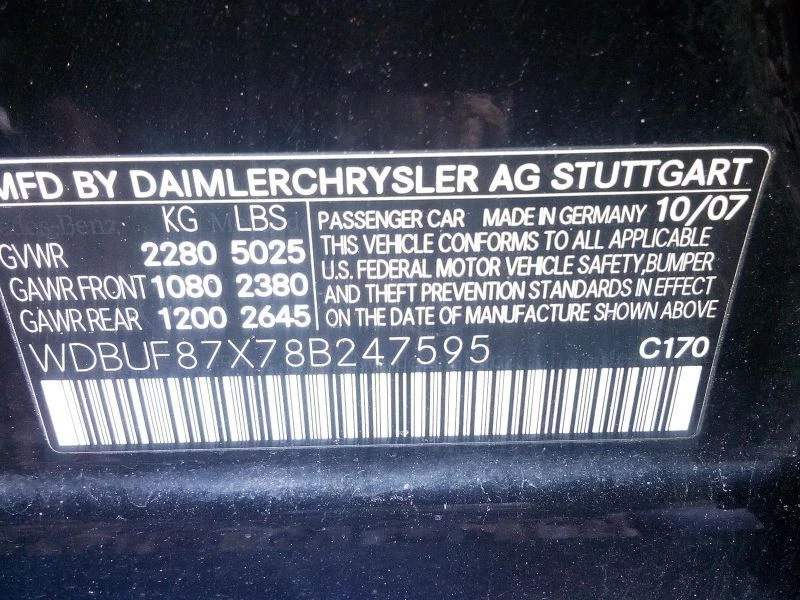 MFD BY DAIMLERCHRYSLER AG STUTTGART
KG LBS
GVWR 2280 5025
GAWR FRONT 1080 2380
GAWR REAR 1200 2645
PASSENGER CAR MADE IN GERMANY 10/07
THIS VEHICLE CONFORMS TO ALL APPLICABLE
U.S. FEDERAL MOTOR VEHICLE SAFETY,BUMPER
AND THEFT PREVENTION STANDARDS IN EFFECT
ON THE DATE OF MANUFACTURE SHOWN ABOVE
WDBUF87X78B247595 C170